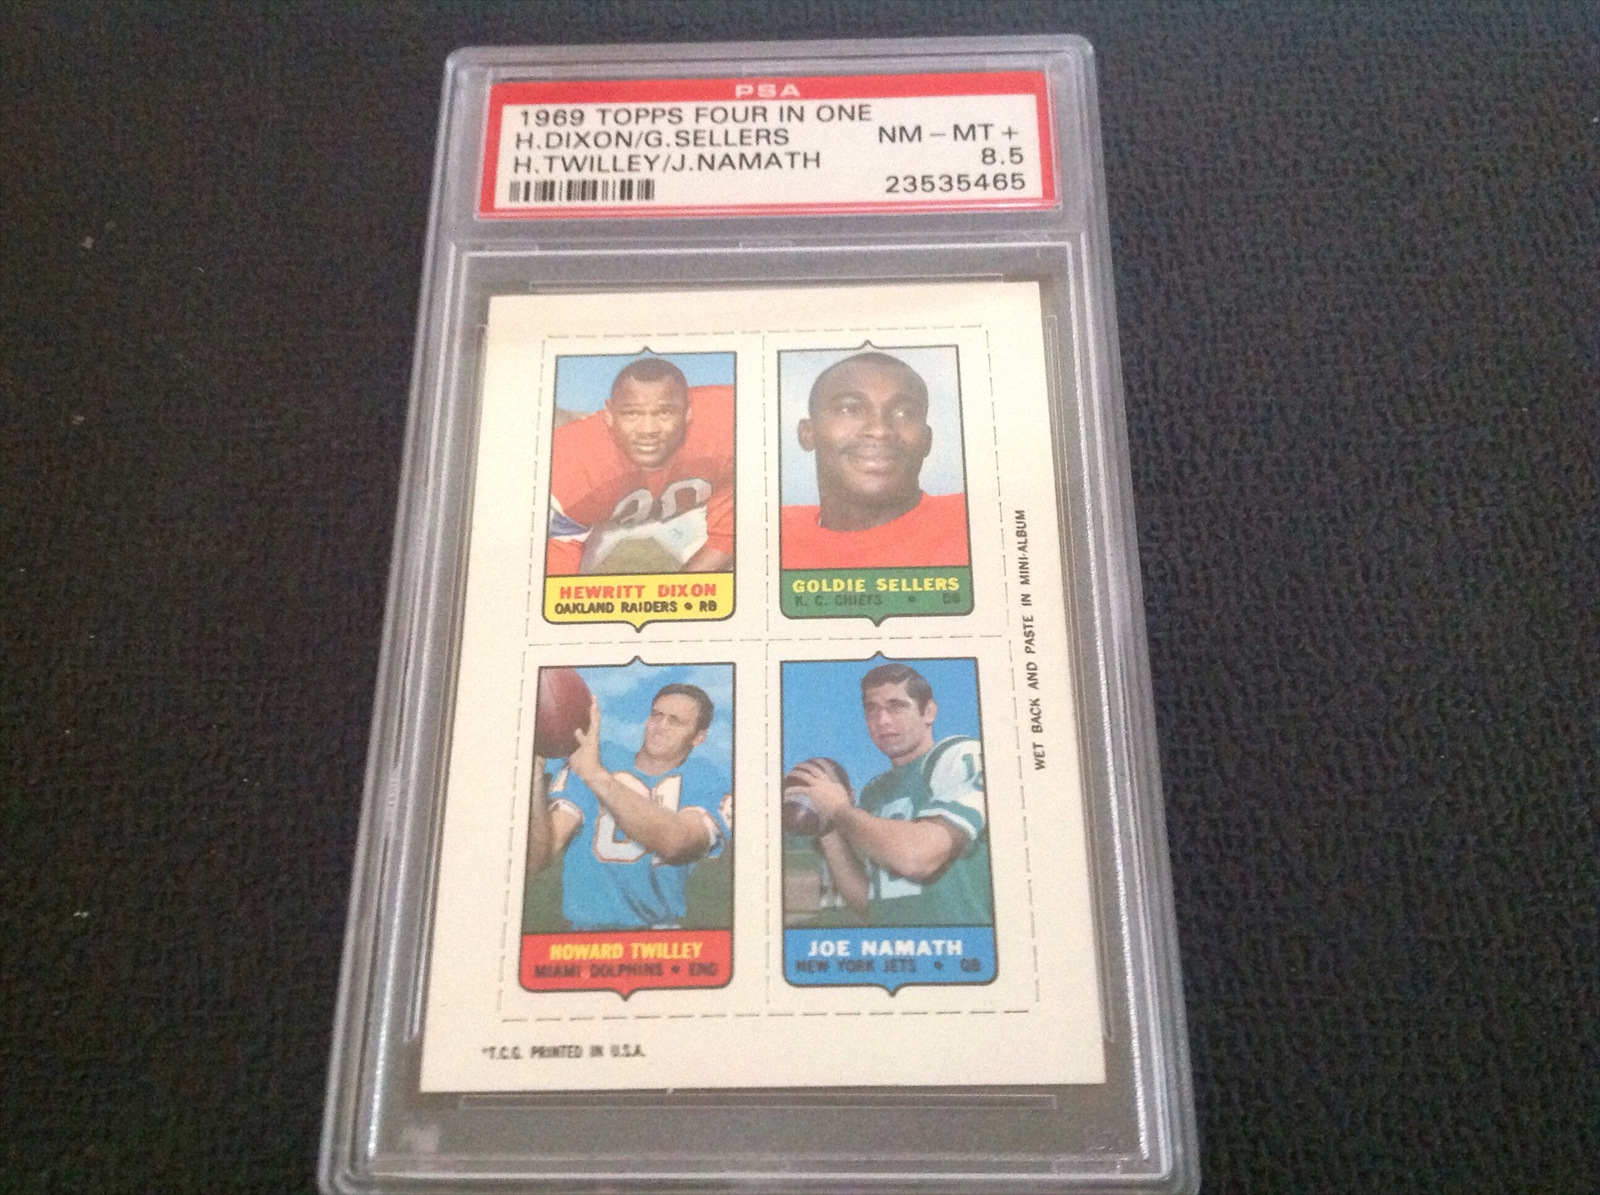 PSA
1969 TOPPS FOUR IN ONE
H.DIXON/G.SELLERS NM-MT+
H.TWILLEY/J.NAMATH 8.5
23535465
HEWRITT DIXON
OAKLAND RAIDERS • RB
GOLDIE SELLERS
K. C. CHIEFS • DB
HOWARD TWILLEY
MIAMI DOLPHINS • END
JOE NAMATH
NEW YORK JETS • QB
WET BACK AND PASTE IN MINI-ALBUM
*T.C.G. PRINTED IN U.S.A.
81
12